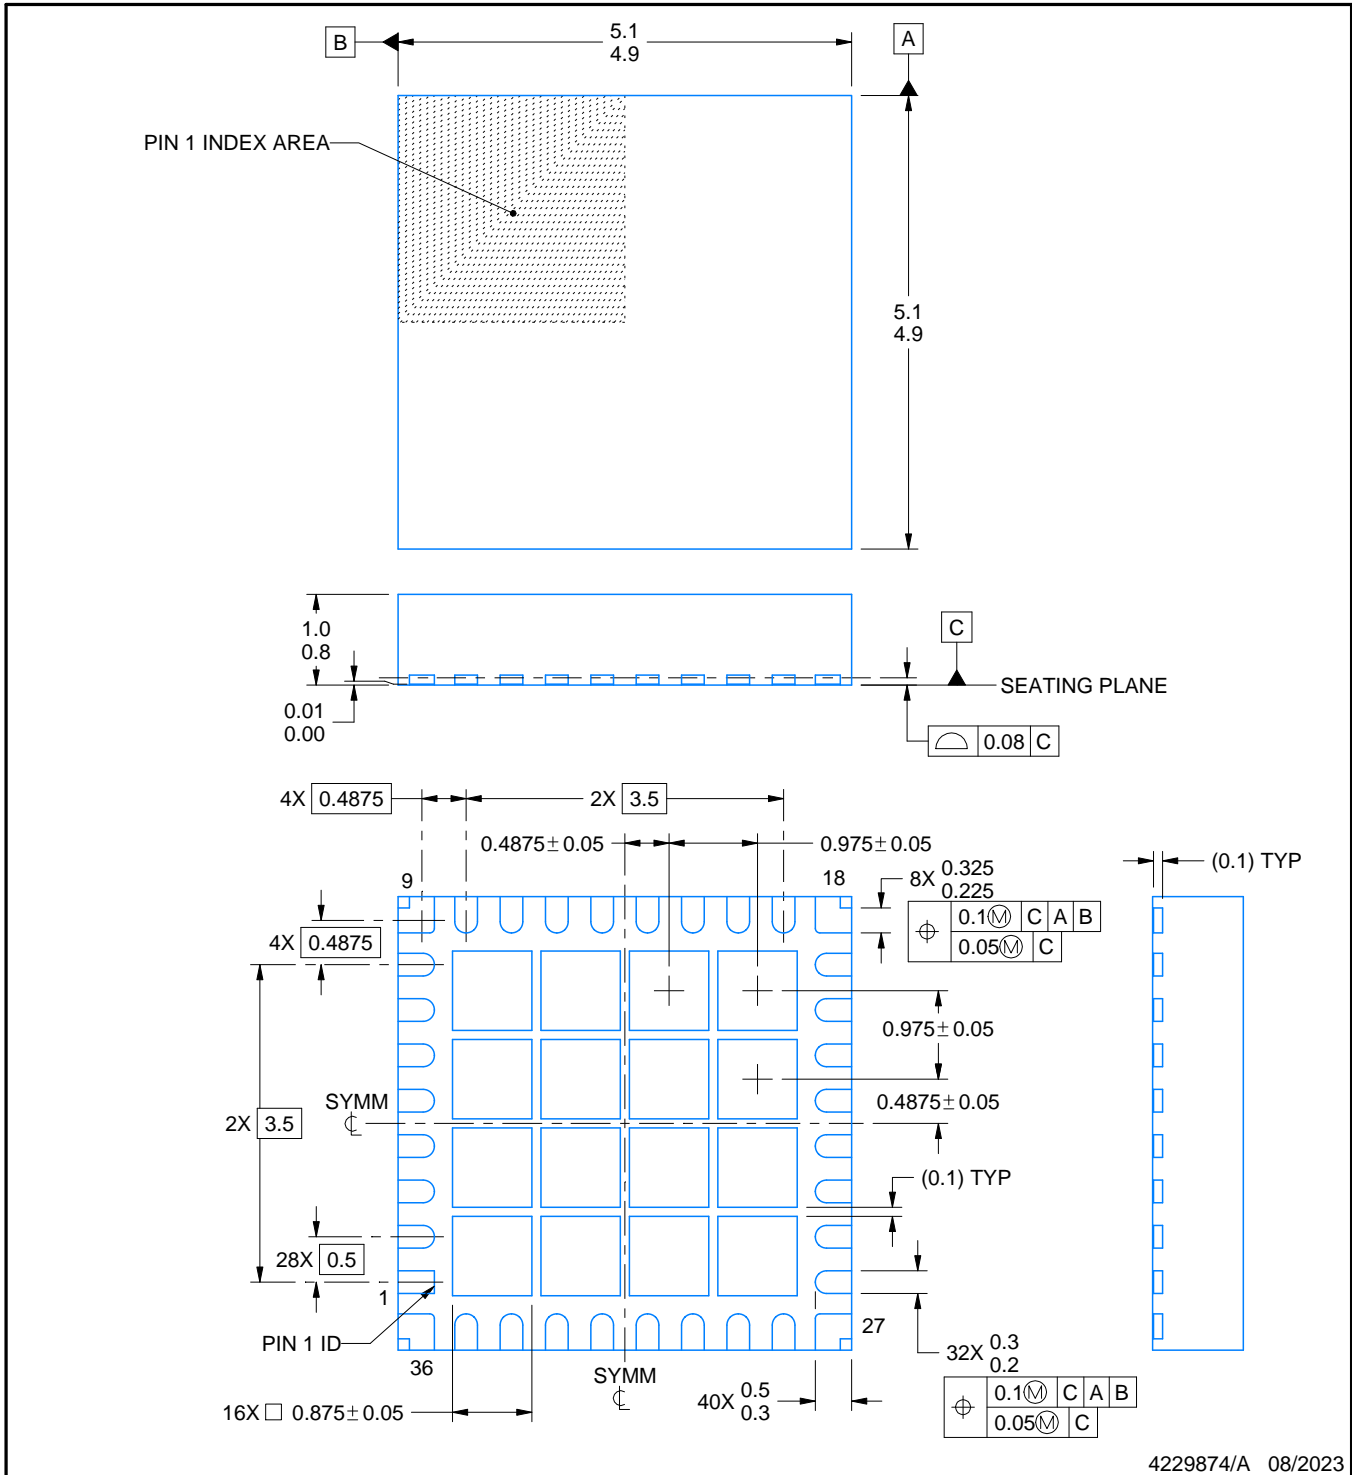 B
5.1
4.9
A
PIN 1 INDEX AREA
5.1
4.9
1.0
0.8
C
SEATING PLANE
0.01
0.00
⌓ 0.08 C
4X 0.4875
2X 3.5
0.4875±0.05
0.975±0.05
(0.1) TYP
9
18
8X 0.325
0.225
⌖ 0.1Ⓜ C A B
0.05Ⓜ C
4X 0.4875
0.975±0.05
0.4875±0.05
SYMM
℄
2X 3.5
(0.1) TYP
28X 0.5
1
PIN 1 ID
36
27
32X 0.3
0.2
⌖ 0.1Ⓜ C A B
0.05Ⓜ C
SYMM
℄
16X □ 0.875±0.05
40X 0.5
0.3
4229874/A 08/2023